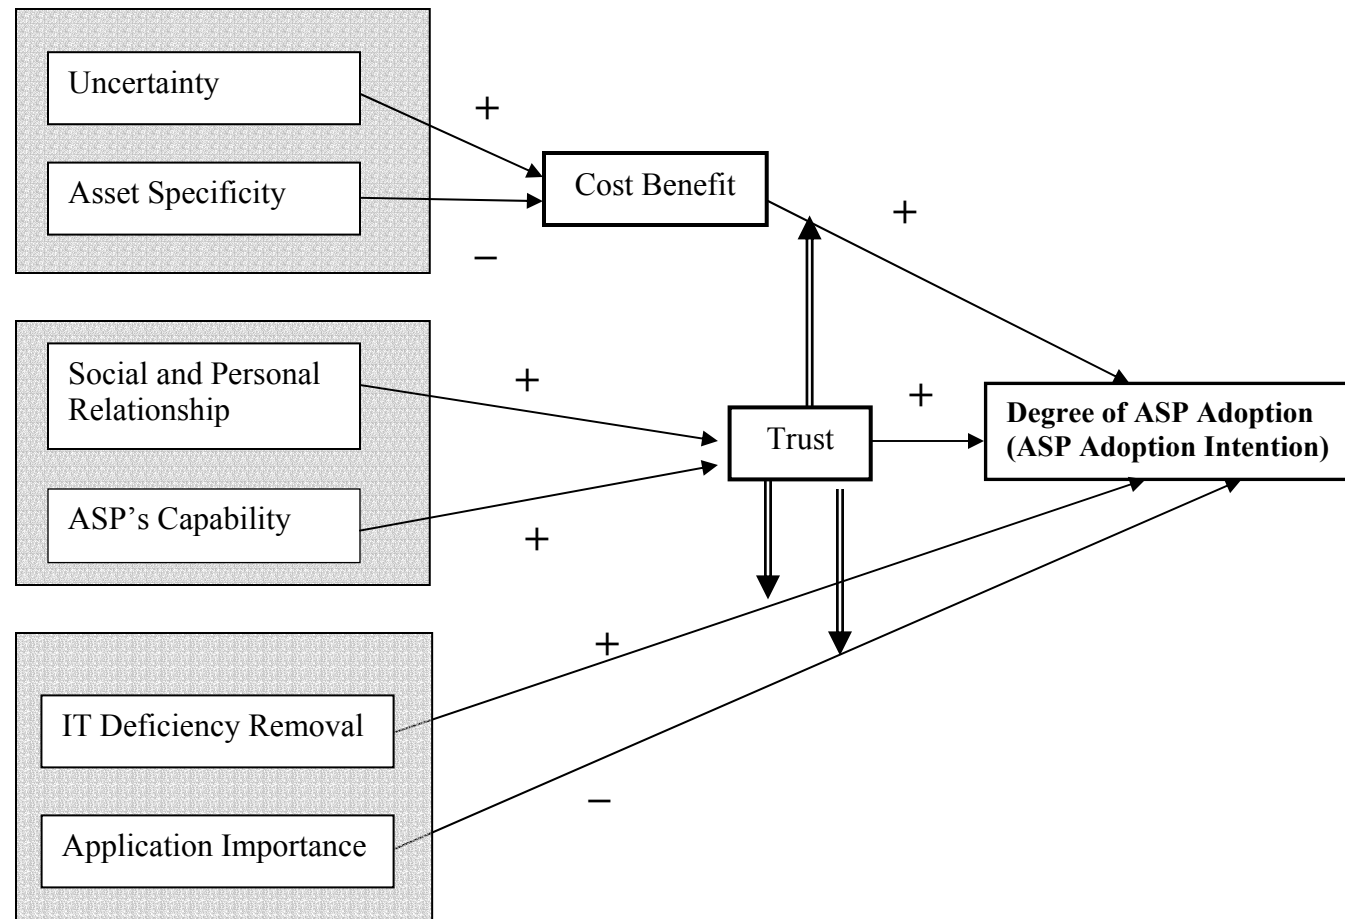 Uncertainty
+
Asset Specificity
Cost Benefit
+
−
Social and Personal
Relationship
+
Trust
+
Degree of ASP Adoption
(ASP Adoption Intention)
ASP’s Capability
+
+
IT Deficiency Removal
−
Application Importance